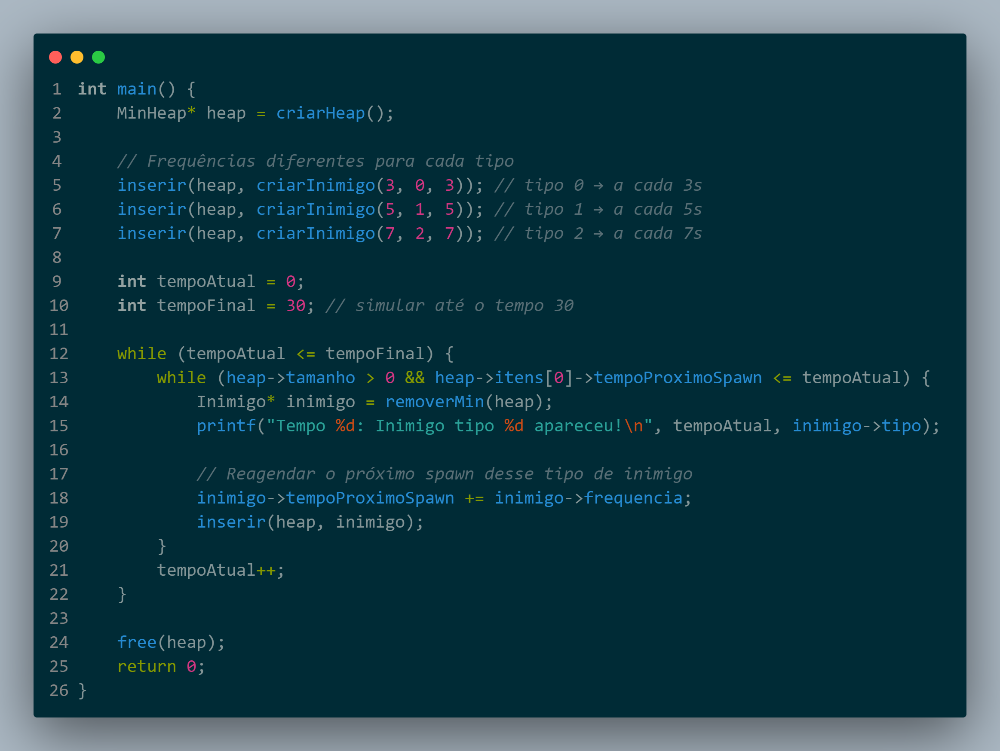 1 int main() {
2     MinHeap* heap = criarHeap();
3
4     // Frequências diferentes para cada tipo
5     inserir(heap, criarInimigo(3, 0, 3)); // tipo 0 → a cada 3s
6     inserir(heap, criarInimigo(5, 1, 5)); // tipo 1 → a cada 5s
7     inserir(heap, criarInimigo(7, 2, 7)); // tipo 2 → a cada 7s
8
9     int tempoAtual = 0;
10     int tempoFinal = 30; // simular até o tempo 30
11
12     while (tempoAtual <= tempoFinal) {
13         while (heap->tamanho > 0 && heap->itens[0]->tempoProximoSpawn <= tempoAtual) {
14             Inimigo* inimigo = removerMin(heap);
15             printf("Tempo %d: Inimigo tipo %d apareceu!\n", tempoAtual, inimigo->tipo);
16
17             // Reagendar o próximo spawn desse tipo de inimigo
18             inimigo->tempoProximoSpawn += inimigo->frequencia;
19             inserir(heap, inimigo);
20         }
21         tempoAtual++;
22     }
23
24     free(heap);
25     return 0;
26 }